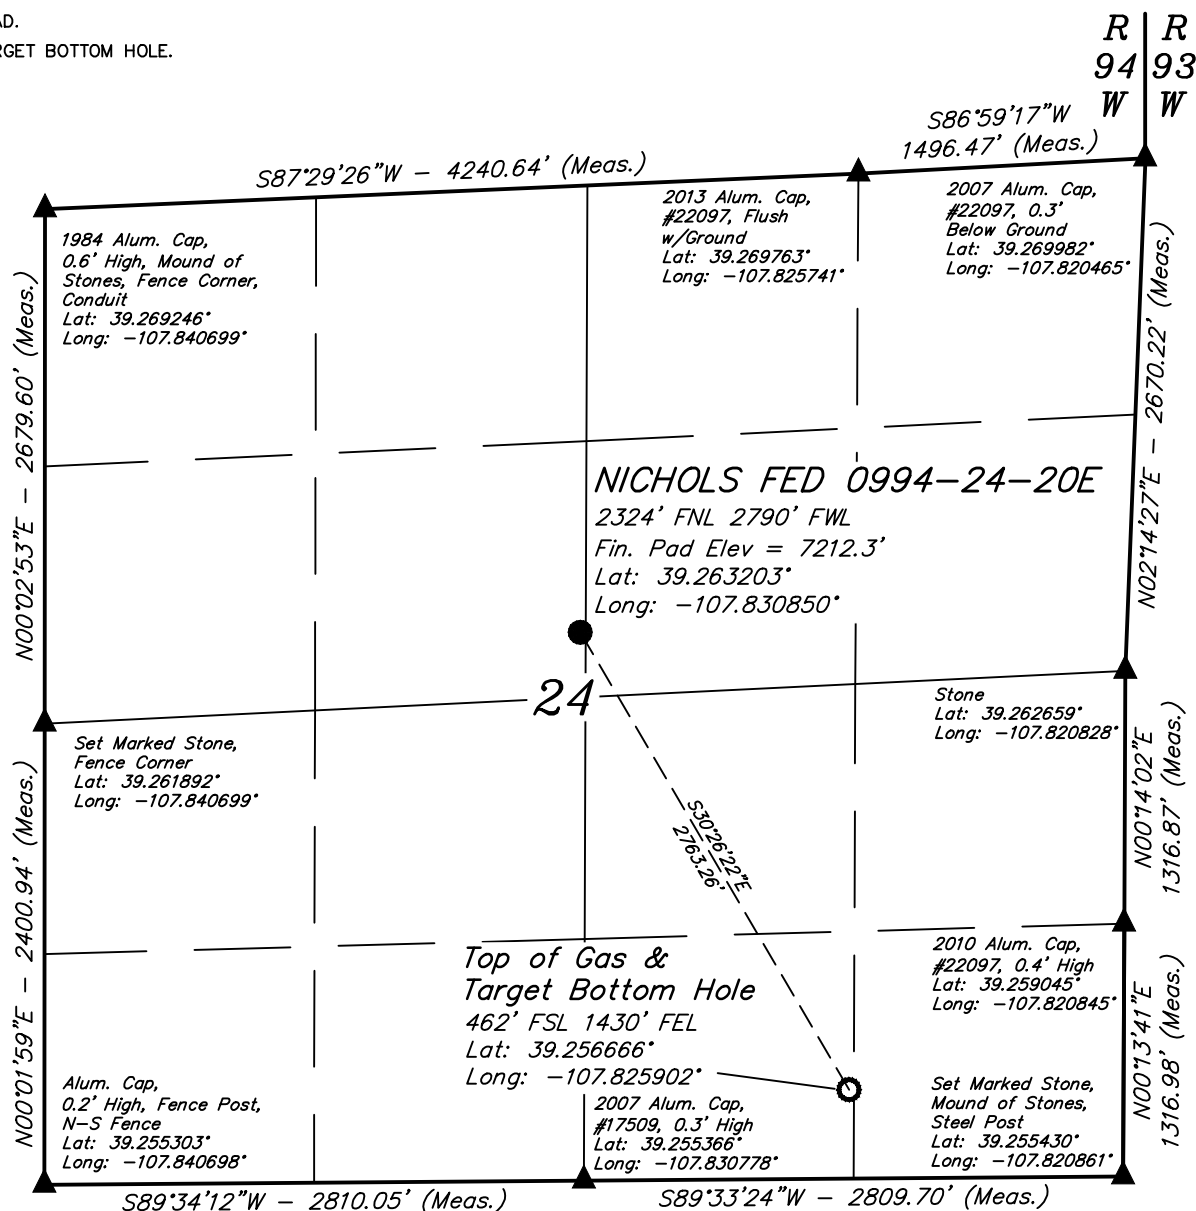 AD.
RGET BOTTOM HOLE.
R R
94 93
W W
S86°59'17"W
1496.47' (Meas.)
S87°29'26"W - 4240.64' (Meas.)
1984 Alum. Cap,
0.6' High, Mound of
Stones, Fence Corner,
Conduit
Lat: 39.269246°
Long: -107.840699°
2013 Alum. Cap,
#22097, Flush
w/Ground
Lat: 39.269763°
Long: -107.825741°
2007 Alum. Cap,
#22097, 0.3'
Below Ground
Lat: 39.269982°
Long: -107.820465°
N00°02'53"E - 2679.60' (Meas.)
N02°14'27"E - 2670.22' (Meas.)
NICHOLS FED 0994-24-20E
2324' FNL 2790' FWL
Fin. Pad Elev = 7212.3'
Lat: 39.263203°
Long: -107.830850°
24
Stone
Lat: 39.262659°
Long: -107.820828°
Set Marked Stone,
Fence Corner
Lat: 39.261892°
Long: -107.840699°
N00°01'59"E - 2400.94' (Meas.)
S30°26'22"E
2763.26'
N00°14'02"E
1316.87' (Meas.)
Top of Gas &
Target Bottom Hole
462' FSL 1430' FEL
Lat: 39.256666°
Long: -107.825902°
2010 Alum. Cap,
#22097, 0.4' High
Lat: 39.259045°
Long: -107.820845°
N00°13'41"E
1316.98' (Meas.)
Alum. Cap,
0.2' High, Fence Post,
N-S Fence
Lat: 39.255303°
Long: -107.840698°
2007 Alum. Cap,
#17509, 0.3' High
Lat: 39.255366°
Long: -107.830778°
Set Marked Stone,
Mound of Stones,
Steel Post
Lat: 39.255430°
Long: -107.820861°
S89°34'12"W - 2810.05' (Meas.)
S89°33'24"W - 2809.70' (Meas.)